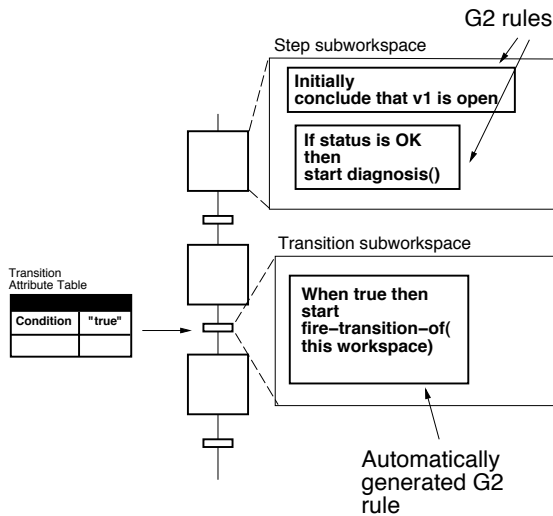 G2 rules
Step subworkspace
Initially
conclude that v1 is open
If status is OK
then
start diagnosis()
Transition subworkspace
Transition
Attribute Table
Condition "true"
When true then
start
fire−transition−of(
this workspace)
Automatically
generated G2
rule